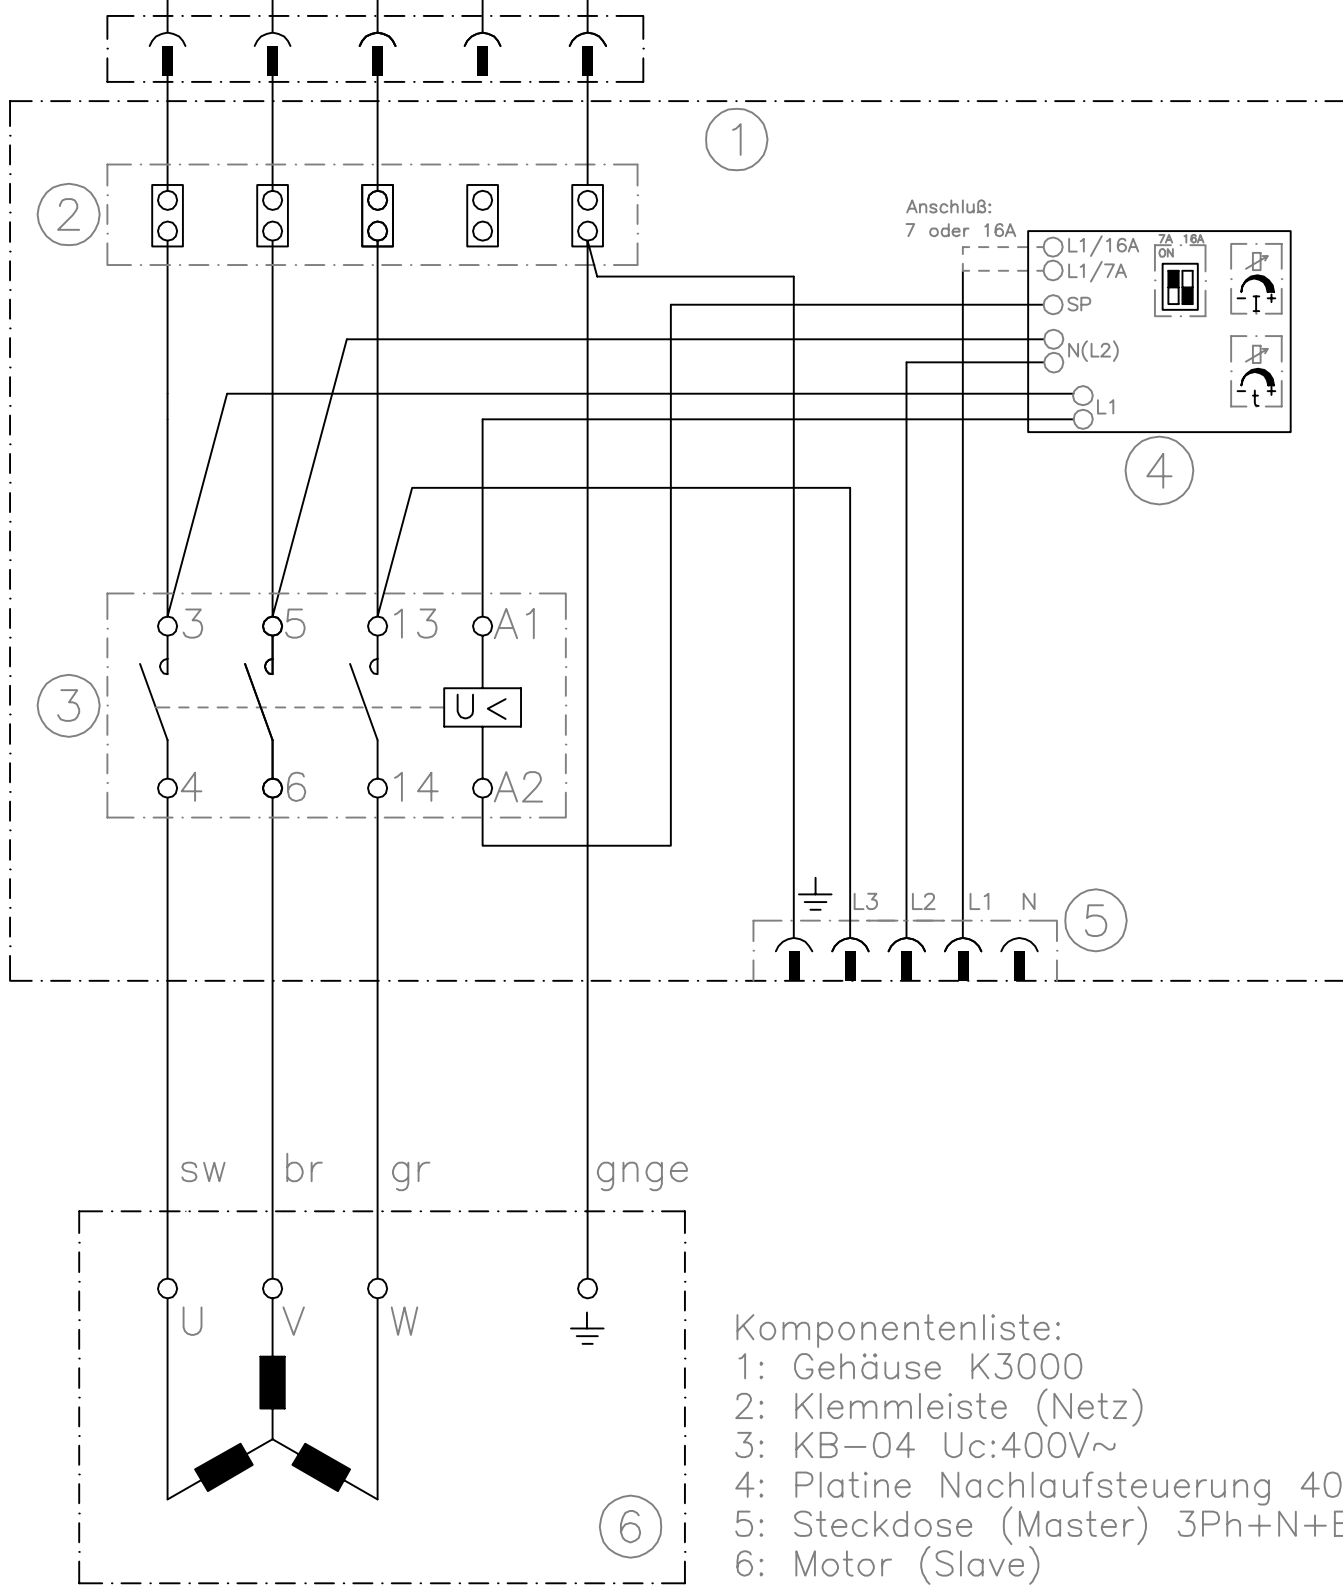 1
2
Anschluß:
7 oder 16A
L1/16A
L1/7A
SP
N(L2)
L1
7A 16A
ON
- I +
- t +
4
3 5 13 A1
3
U <
4 6 14 A2
L3 L2 L1 N
5
sw br gr gnge
U V W
6
Komponentenliste:
1: Gehäuse K3000
2: Klemmleiste (Netz)
3: KB-04 Uc:400V~
4: Platine Nachlaufsteuerung 40
5: Steckdose (Master) 3Ph+N+E
6: Motor (Slave)